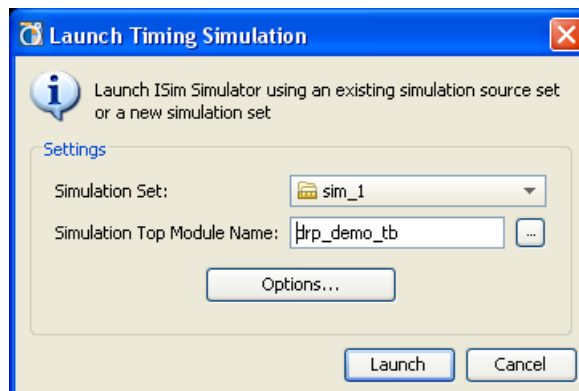 Launch Timing Simulation
Launch ISim Simulator using an existing simulation source set
or a new simulation set
Settings
Simulation Set:
sim_1
Simulation Top Module Name:
drp_demo_tb
...
Options...
Launch
Cancel